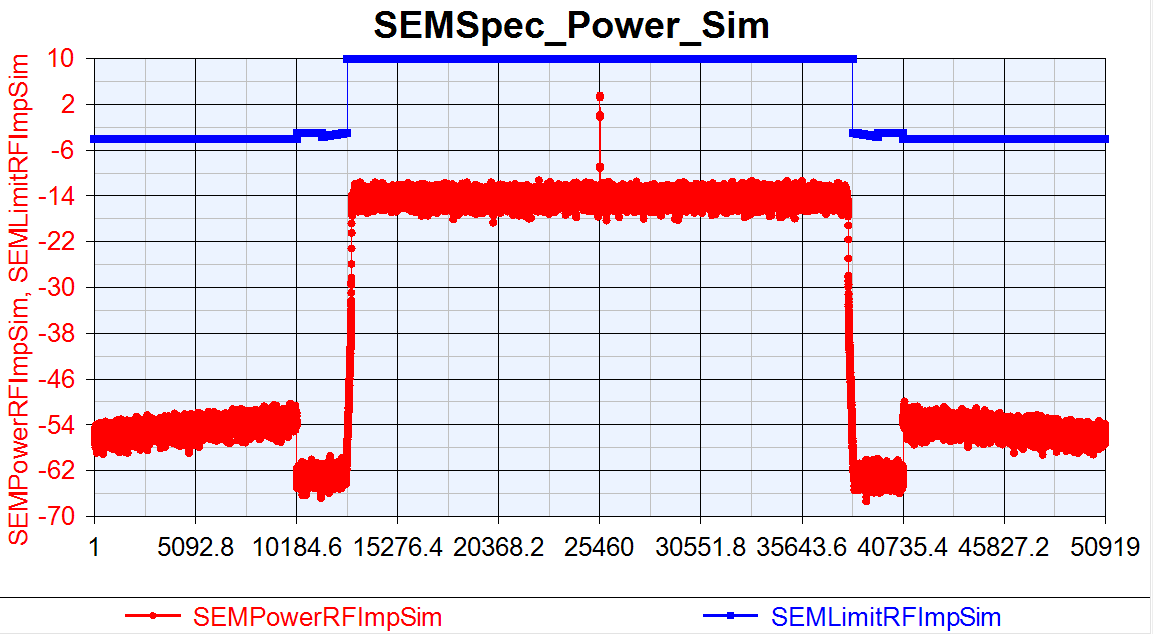 SEMSpec_Power_Sim
SEMPowerRFImpSim, SEMLimitRFImpSim
10
2
-6
-14
-22
-30
-38
-46
-54
-62
-70
1 5092.8 10184.6 15276.4 20368.2 25460 30551.8 35643.6 40735.4 45827.2 50919
SEMPowerRFImpSim SEMLimitRFImpSim